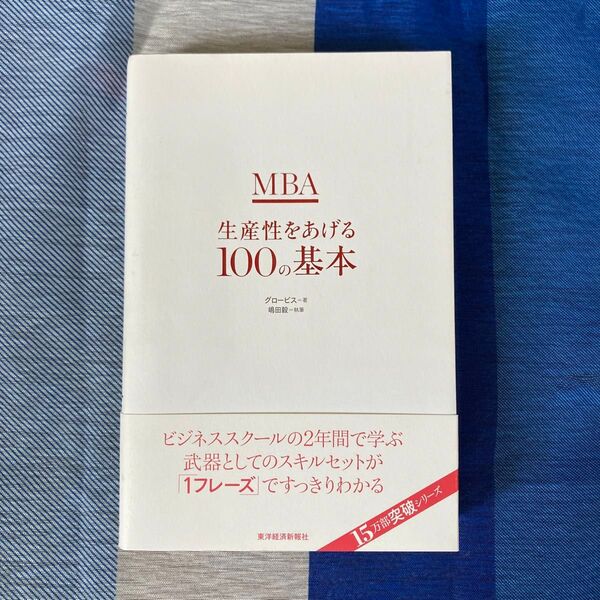 MBA
生産性をあげる
100の基本
グロービス=著
嶋田毅=執筆
ビジネススクールの2年間で学ぶ
武器としてのスキルセットが
「1フレーズ」ですっきりわかる
15万部突破シリーズ
東洋経済新報社